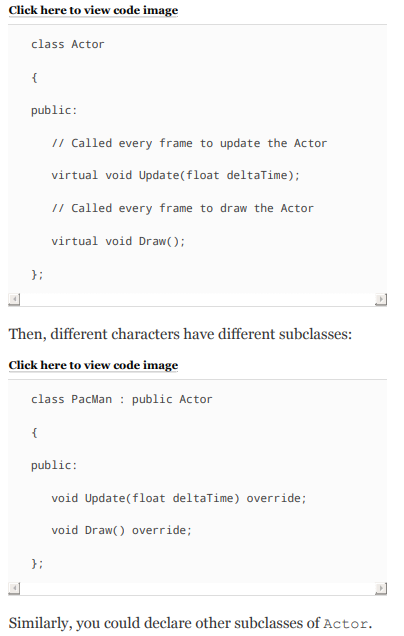 Click here to view code image
class Actor
{
public:
// Called every frame to update the Actor
virtual void Update(float deltaTime);
// Called every frame to draw the Actor
virtual void Draw();
};
Then, different characters have different subclasses:
Click here to view code image
class PacMan : public Actor
{
public:
void Update(float deltaTime) override;
void Draw() override;
};
Similarly, you could declare other subclasses of Actor.